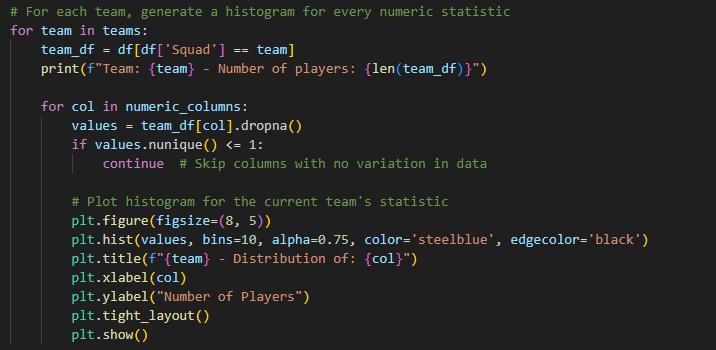 # For each team, generate a histogram for every numeric statistic
for team in teams:
    team_df = df[df['Squad'] == team]
    print(f"Team: {team} - Number of players: {len(team_df)}")

    for col in numeric_columns:
        values = team_df[col].dropna()
        if values.nunique() <= 1:
            continue  # Skip columns with no variation in data

        # Plot histogram for the current team's statistic
        plt.figure(figsize=(8, 5))
        plt.hist(values, bins=10, alpha=0.75, color='steelblue', edgecolor='black')
        plt.title(f"{team} - Distribution of: {col}")
        plt.xlabel(col)
        plt.ylabel("Number of Players")
        plt.tight_layout()
        plt.show()